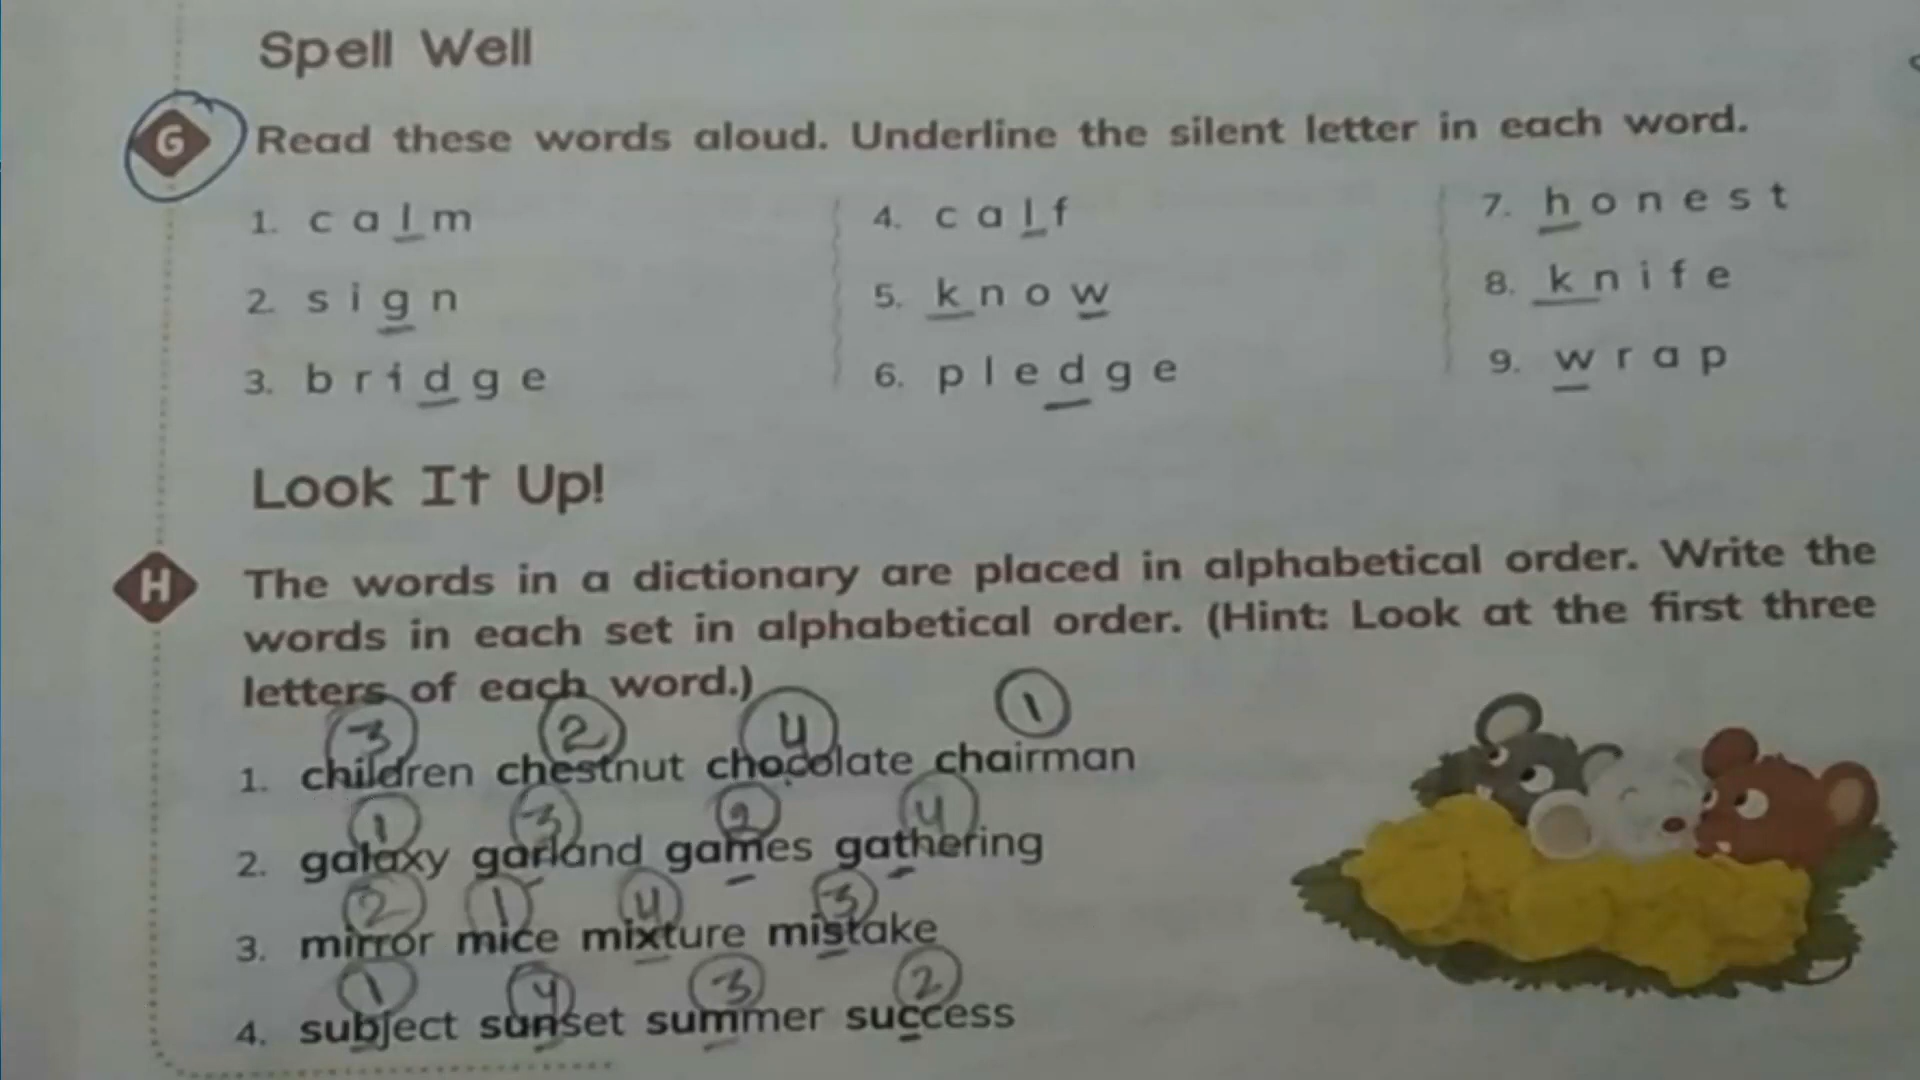 Spell Well
G Read these words aloud. Underline the silent letter in each word.
1. c a l m 4. c a l f 7. h o n e s t
2. s i g n 5. k n o w 8. k n i f e
3. b r i d g e 6. p l e d g e 9. w r a p
Look It Up!
H The words in a dictionary are placed in alphabetical order. Write the
words in each set in alphabetical order. (Hint: Look at the first three
letters of each word.)
3 2 4 1
1. children chestnut chocolate chairman
1 3 2 4
2. galaxy garland games gathering
2 1 4 3
3. mirror mice mixture mistake
1 4 3 2
4. subject sunset summer success